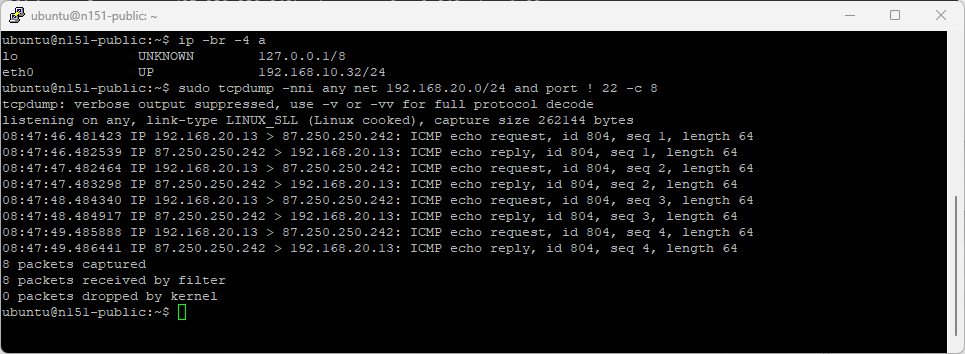 ubuntu@n151-public: ~
ubuntu@n151-public:~$ ip -br -4 a
lo UNKNOWN 127.0.0.1/8
eth0 UP 192.168.10.32/24
ubuntu@n151-public:~$ sudo tcpdump -nni any net 192.168.20.0/24 and port ! 22 -c 8
tcpdump: verbose output suppressed, use -v or -vv for full protocol decode
listening on any, link-type LINUX_SLL (Linux cooked), capture size 262144 bytes
08:47:46.481423 IP 192.168.20.13 > 87.250.250.242: ICMP echo request, id 804, seq 1, length 64
08:47:46.482539 IP 87.250.250.242 > 192.168.20.13: ICMP echo reply, id 804, seq 1, length 64
08:47:47.482464 IP 192.168.20.13 > 87.250.250.242: ICMP echo request, id 804, seq 2, length 64
08:47:47.483298 IP 87.250.250.242 > 192.168.20.13: ICMP echo reply, id 804, seq 2, length 64
08:47:48.484340 IP 192.168.20.13 > 87.250.250.242: ICMP echo request, id 804, seq 3, length 64
08:47:48.484917 IP 87.250.250.242 > 192.168.20.13: ICMP echo reply, id 804, seq 3, length 64
08:47:49.485888 IP 192.168.20.13 > 87.250.250.242: ICMP echo request, id 804, seq 4, length 64
08:47:49.486441 IP 87.250.250.242 > 192.168.20.13: ICMP echo reply, id 804, seq 4, length 64
8 packets captured
8 packets received by filter
0 packets dropped by kernel
ubuntu@n151-public:~$